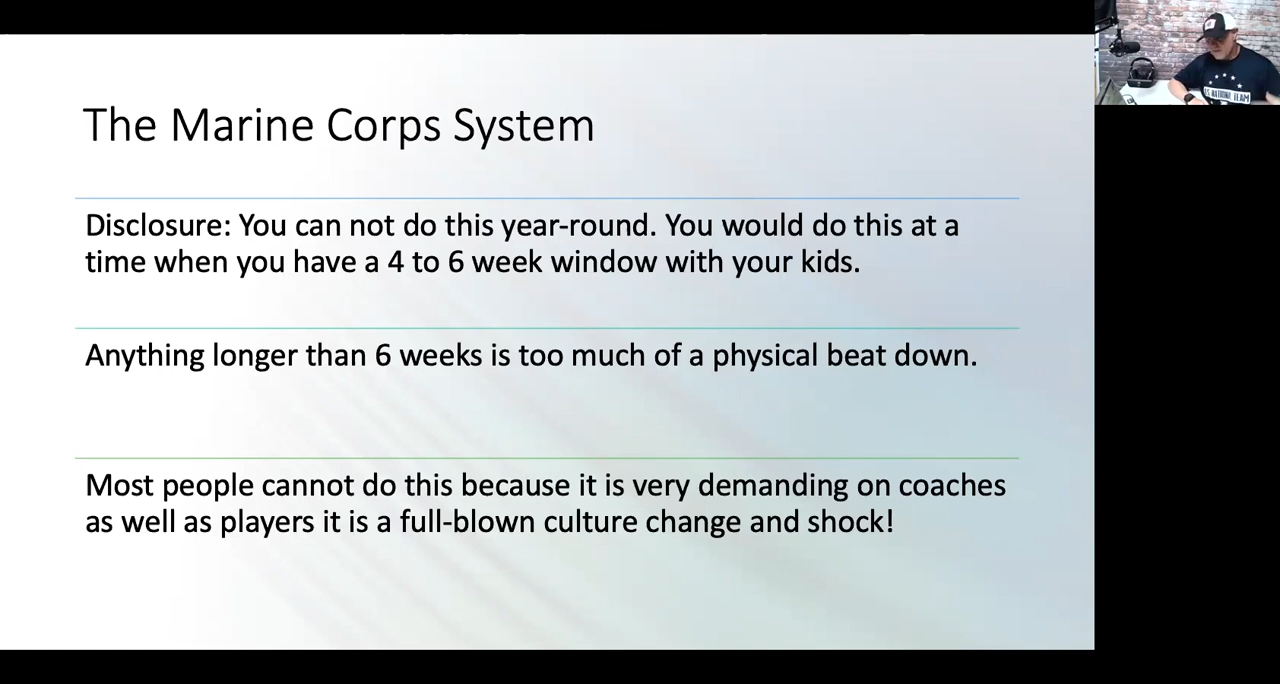 The Marine Corps System
Disclosure: You can not do this year-round. You would do this at a
time when you have a 4 to 6 week window with your kids.
Anything longer than 6 weeks is too much of a physical beat down.
Most people cannot do this because it is very demanding on coaches
as well as players it is a full-blown culture change and shock!
NATIONAL TEAM